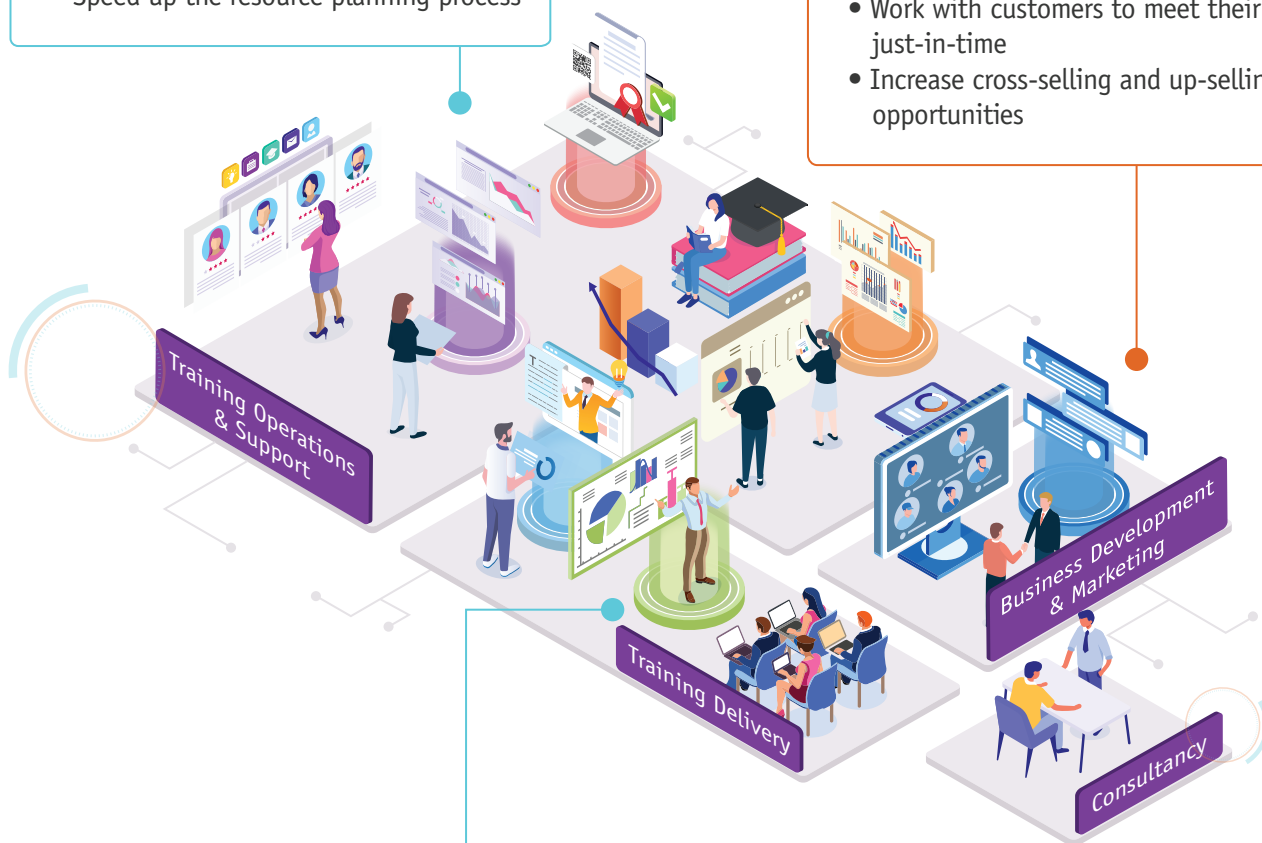 Speed up the resource planning process
• Work with customers to meet their
just-in-time
• Increase cross-selling and up-sellin
opportunities
Training Operations
& Support
Business Development
& Marketing
Training Delivery
Consultancy